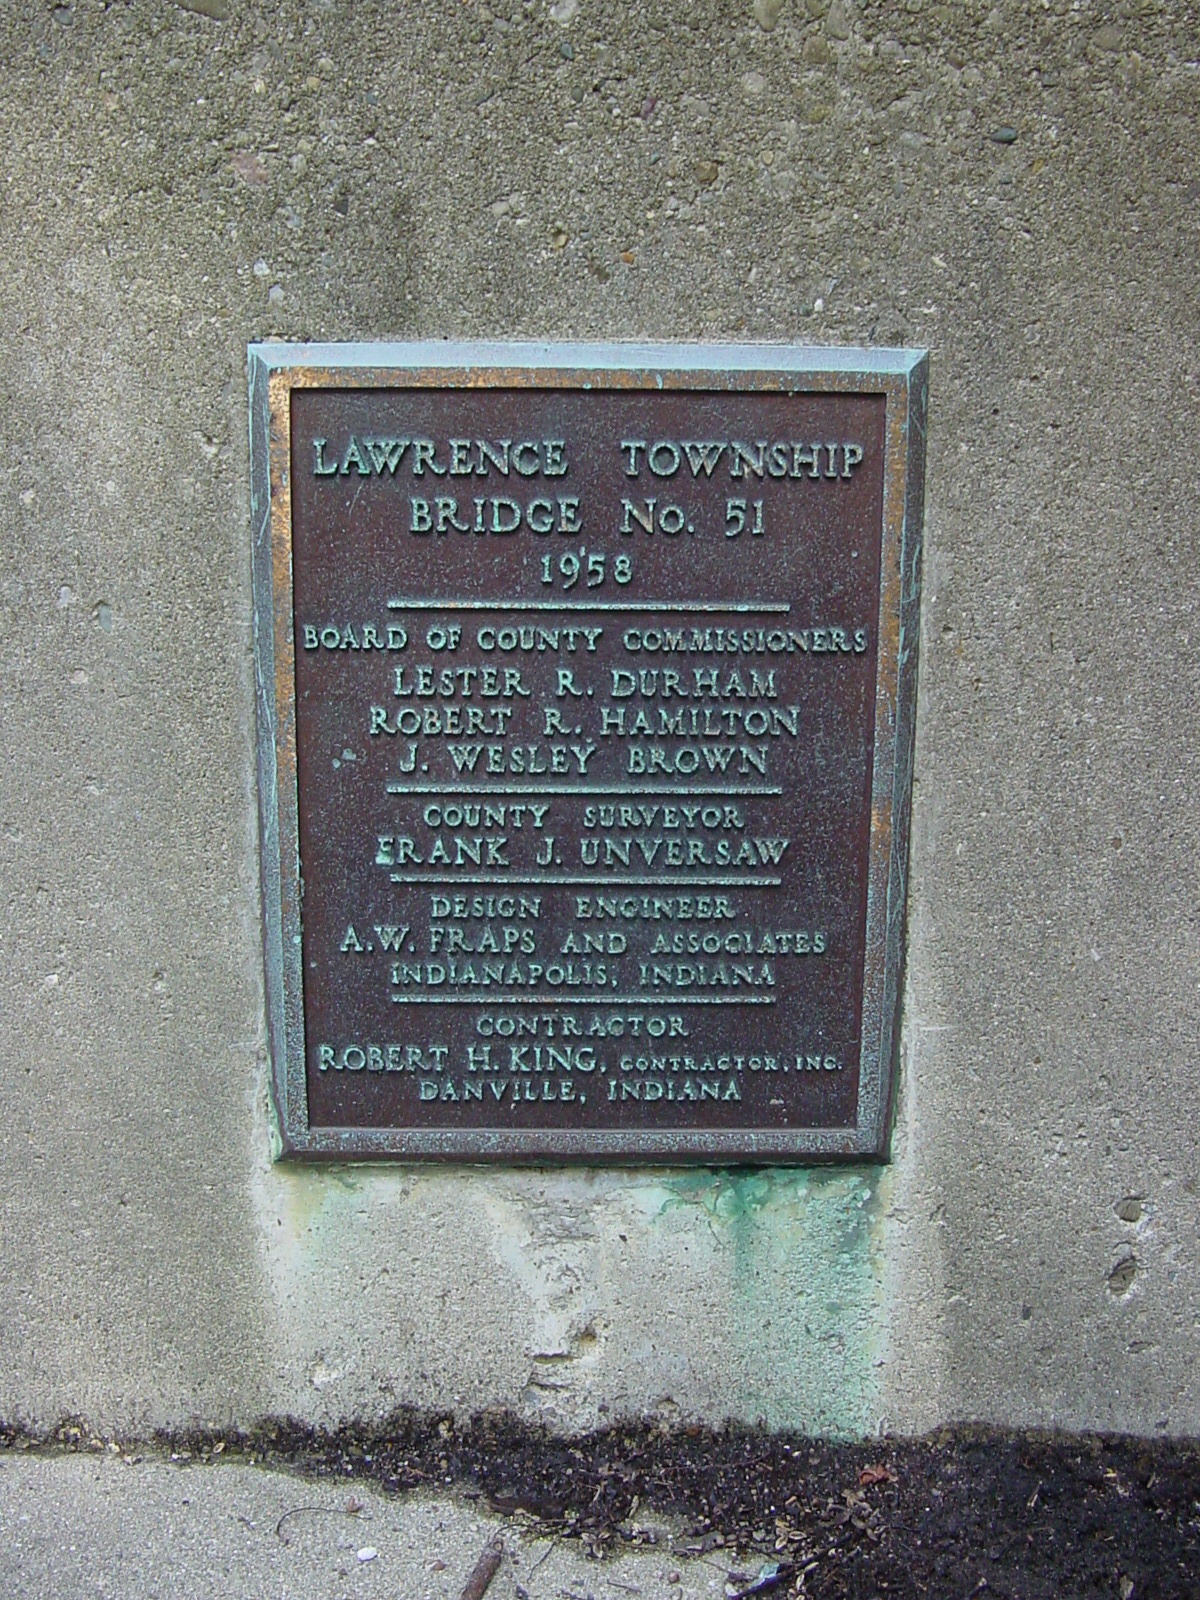 LAWRENCE TOWNSHIP
BRIDGE No. 51
1958
BOARD OF COUNTY COMMISSIONERS
LESTER R. DURHAM
ROBERT R. HAMILTON
J. WESLEY BROWN
COUNTY SURVEYOR
FRANK J. UNVERSAW
DESIGN ENGINEER
A.W. FRAPS AND ASSOCIATES
INDIANAPOLIS, INDIANA
CONTRACTOR
ROBERT H. KING, CONTRACTOR, INC.
DANVILLE, INDIANA